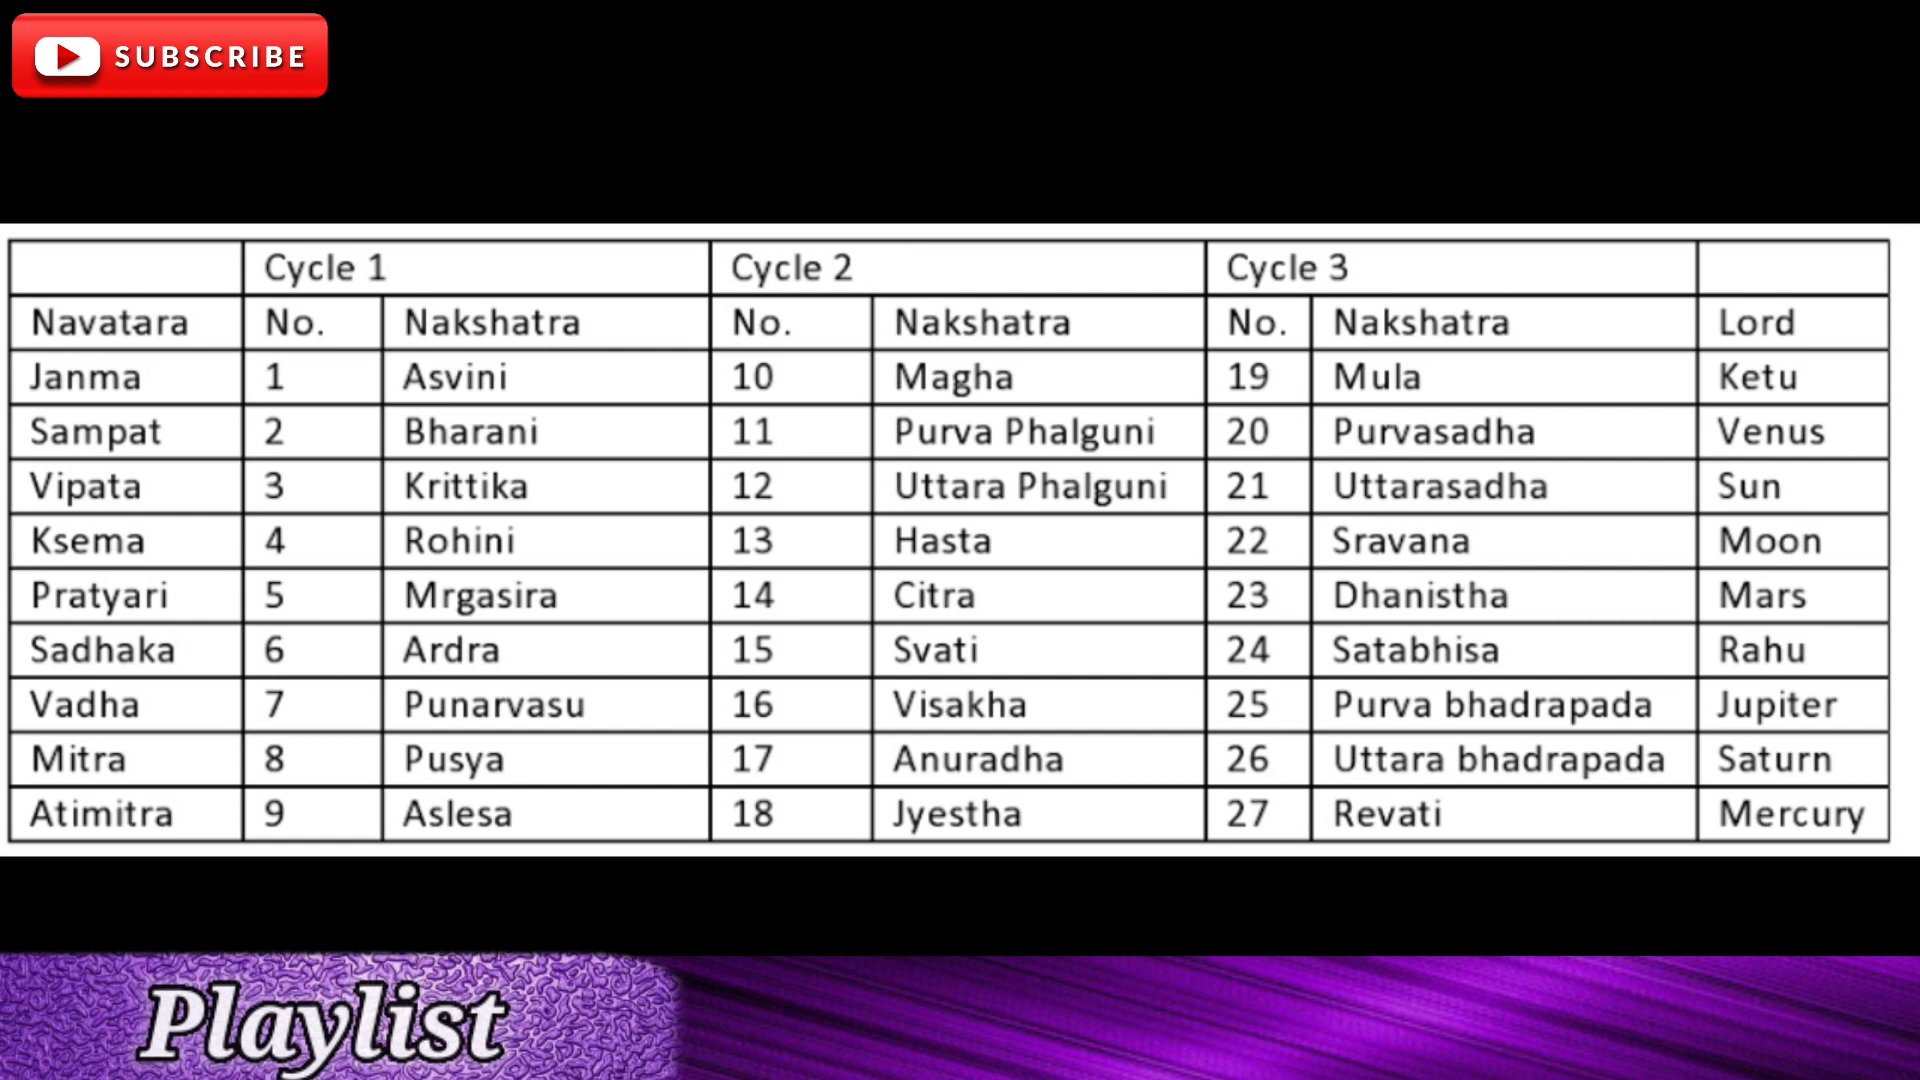 SUBSCRIBE
Cycle 1 Cycle 2 Cycle 3
Navatara No. Nakshatra No. Nakshatra No. Nakshatra Lord
Janma 1 Asvini 10 Magha 19 Mula Ketu
Sampat 2 Bharani 11 Purva Phalguni 20 Purvasadha Venus
Vipata 3 Krittika 12 Uttara Phalguni 21 Uttarasadha Sun
Ksema 4 Rohini 13 Hasta 22 Sravana Moon
Pratyari 5 Mrgasira 14 Citra 23 Dhanistha Mars
Sadhaka 6 Ardra 15 Svati 24 Satabhisa Rahu
Vadha 7 Punarvasu 16 Visakha 25 Purva bhadrapada Jupiter
Mitra 8 Pusya 17 Anuradha 26 Uttara bhadrapada Saturn
Atimitra 9 Aslesa 18 Jyestha 27 Revati Mercury
Playlist